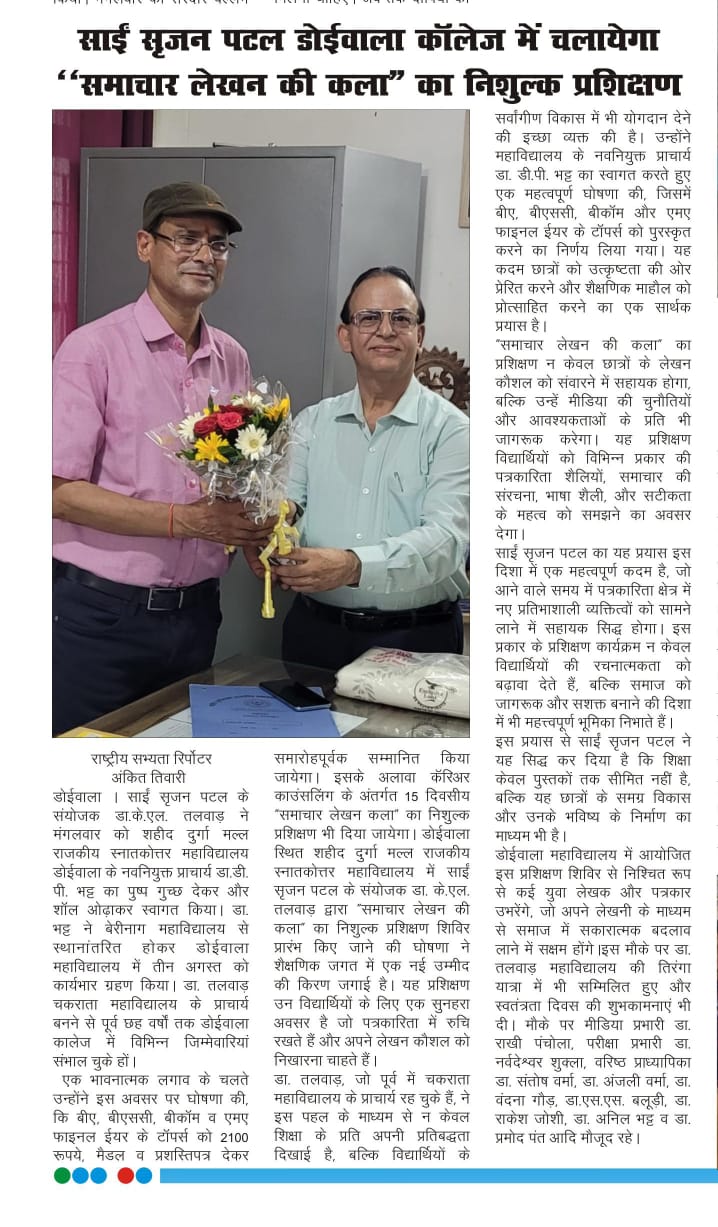 साईं सृजन पटल डोईवाला कॉलेज में चलायेगा
‘‘समाचार लेखन की कला’’ का निशुल्क प्रशिक्षण
राष्ट्रीय सभ्यता रिर्पोटर
अंकित तिवारी
डोईवाला । साईं सृजन पटल के
संयोजक डा.के.एल. तलवाड़ ने
मंगलवार को शहीद दुर्गा मल्ल
राजकीय स्नातकोत्तर महाविद्यालय
डोईवाला के नवनियुक्त प्राचार्य डा.डी.
पी. भट्ट का पुष्प गुच्छ देकर और
शॉल ओढ़ाकर स्वागत किया। डा.
भट्ट ने बेरीनाग महाविद्यालय से
स्थानांतरित होकर डोईवाला
महाविद्यालय में तीन अगस्त को
कार्यभार ग्रहण किया। डा. तलवाड़
चकराता महाविद्यालय के प्राचार्य
बनने से पूर्व छह वर्षों तक डोईवाला
कालेज में विभिन्न जिम्मेवारियां
संभाल चुके हों।
एक भावनात्मक लगाव के चलते
उन्होंने इस अवसर पर घोषणा की,
कि बीए, बीएससी, बीकॉम व एमए
फाइनल ईयर के टॉपर्स को 2100
रूपये, मैडल व प्रशस्तिपत्र देकर
समारोहपूर्वक सम्मानित किया
जायेगा। इसके अलावा कॅरिअर
काउंसलिंग के अंतर्गत 15 दिवसीय
"समाचार लेखन कला" का निशुल्क
प्रशिक्षण भी दिया जायेगा। डोईवाला
स्थित शहीद दुर्गा मल्ल राजकीय
स्नातकोत्तर महाविद्यालय में साईं
सृजन पटल के संयोजक डा. के.एल.
तलवाड़ द्वारा "समाचार लेखन की
कला" का निशुल्क प्रशिक्षण शिविर
प्रारंभ किए जाने की घोषणा ने
शैक्षणिक जगत में एक नई उम्मीद
की किरण जगाई है। यह प्रशिक्षण
उन विद्यार्थियों के लिए एक सुनहरा
अवसर है जो पत्रकारिता में रुचि
रखते हैं और अपने लेखन कौशल को
निखारना चाहते हैं।
डा. तलवाड़, जो पूर्व में चकराता
महाविद्यालय के प्राचार्य रह चुके हैं, ने
इस पहल के माध्यम से न केवल
शिक्षा के प्रति अपनी प्रतिबद्धता
दिखाई है, बल्कि विद्यार्थियों के
सर्वांगीण विकास में भी योगदान देने
की इच्छा व्यक्त की है। उन्होंने
महाविद्यालय के नवनियुक्त प्राचार्य
डा. डी.पी. भट्ट का स्वागत करते हुए
एक महत्वपूर्ण घोषणा की, जिसमें
बीए, बीएससी, बीकॉम और एमए
फाइनल ईयर के टॉपर्स को पुरस्कृत
करने का निर्णय लिया गया। यह
कदम छात्रों को उत्कृष्टता की ओर
प्रेरित करने और शैक्षणिक माहौल को
प्रोत्साहित करने का एक सार्थक
प्रयास है।
"समाचार लेखन की कला" का
प्रशिक्षण न केवल छात्रों के लेखन
कौशल को संवारने में सहायक होगा,
बल्कि उन्हें मीडिया की चुनौतियों
और आवश्यकताओं के प्रति भी
जागरूक करेगा। यह प्रशिक्षण
विद्यार्थियों को विभिन्न प्रकार की
पत्रकारिता शैलियों, समाचार की
संरचना, भाषा शैली, और सटीकता
के महत्व को समझने का अवसर
देगा।
साईं सृजन पटल का यह प्रयास इस
दिशा में एक महत्वपूर्ण कदम है, जो
आने वाले समय में पत्रकारिता क्षेत्र में
नए प्रतिभाशाली व्यक्तित्वों को सामने
लाने में सहायक सिद्ध होगा। इस
प्रकार के प्रशिक्षण कार्यक्रम न केवल
विद्यार्थियों की रचनात्मकता को
बढ़ावा देते हैं, बल्कि समाज को
जागरूक और सशक्त बनाने की दिशा
में भी महत्त्वपूर्ण भूमिका निभाते हैं।
इस प्रयास से साईं सृजन पटल ने
यह सिद्ध कर दिया है कि शिक्षा
केवल पुस्तकों तक सीमित नहीं है,
बल्कि यह छात्रों के समग्र विकास
और उनके भविष्य के निर्माण का
माध्यम भी है।
डोईवाला महाविद्यालय में आयोजित
इस प्रशिक्षण शिविर से निश्चित रूप
से कई युवा लेखक और पत्रकार
उभरेंगे, जो अपने लेखनी के माध्यम
से समाज में सकारात्मक बदलाव
लाने में सक्षम होंगे।इस मौके पर डा.
तलवाड़ महाविद्यालय की तिरंगा
यात्रा में भी सम्मिलित हुए और
स्वतंत्रता दिवस की शुभकामनाएं भी
दी। मौके पर मीडिया प्रभारी डा.
राखी पंचोला, परीक्षा प्रभारी डा.
नर्वदेश्वर शुक्ला, वरिष्ठ प्राध्यापिका
डा. संतोष वर्मा, डा. अंजली वर्मा, डा.
वंदना गौड़, डा.एस.एस. बलूड़ी, डा.
राकेश जोशी, डा. अनिल भट्ट व डा.
प्रमोद पंत आदि मौजूद रहे।